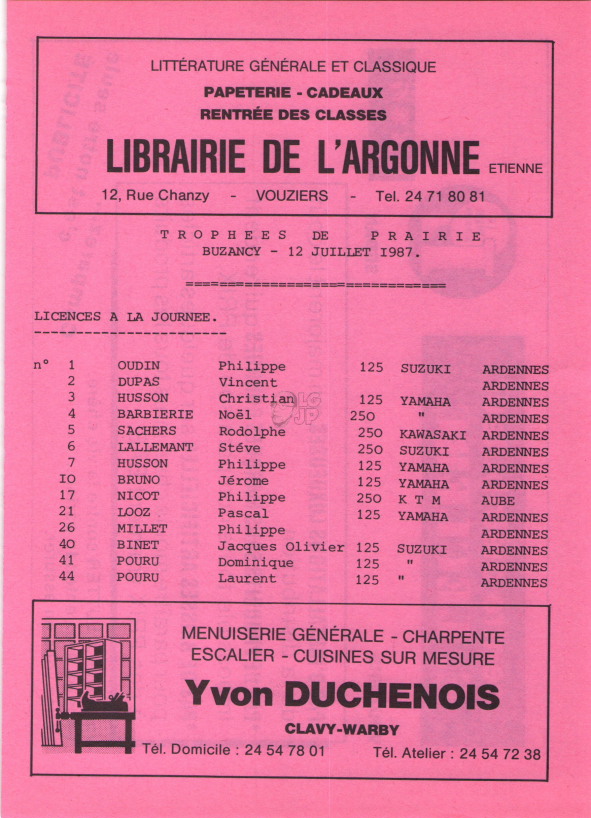 LITTÉRATURE GÉNÉRALE ET CLASSIQUE
PAPETERIE - CADEAUX
RENTRÉE DES CLASSES
LIBRAIRIE DE L'ARGONNE ETIENNE
12, Rue Chanzy - VOUZIERS - Tel. 24 71 80 81
TROPHEES DE PRAIRIE
BUZANCY - 12 JUILLET I987.
===============================
LICENCES A LA JOURNEE.
-----------------------
n° 1 OUDIN Philippe 125 SUZUKI ARDENNES
2 DUPAS Vincent ARDENNES
3 HUSSON Christian 125 YAMAHA ARDENNES
4 BARBIERIE Noël 250 " ARDENNES
5 SACHERS Rodolphe 250 KAWASAKI ARDENNES
6 LALLEMANT Stéve 250 SUZUKI ARDENNES
7 HUSSON Philippe 125 YAMAHA ARDENNES
IO BRUNO Jérome 125 YAMAHA ARDENNES
17 NICOT Philippe 250 K T M AUBE
21 LOOZ Pascal 125 YAMAHA ARDENNES
26 MILLET Philippe ARDENNES
40 BINET Jacques Olivier 125 SUZUKI ARDENNES
41 POURU Dominique 125 " ARDENNES
44 POURU Laurent 125 " ARDENNES
MENUISERIE GÉNÉRALE - CHARPENTE
ESCALIER - CUISINES SUR MESURE
Yvon DUCHENOIS
CLAVY-WARBY
Tél. Domicile : 24 54 78 01 Tél. Atelier : 24 54 72 38